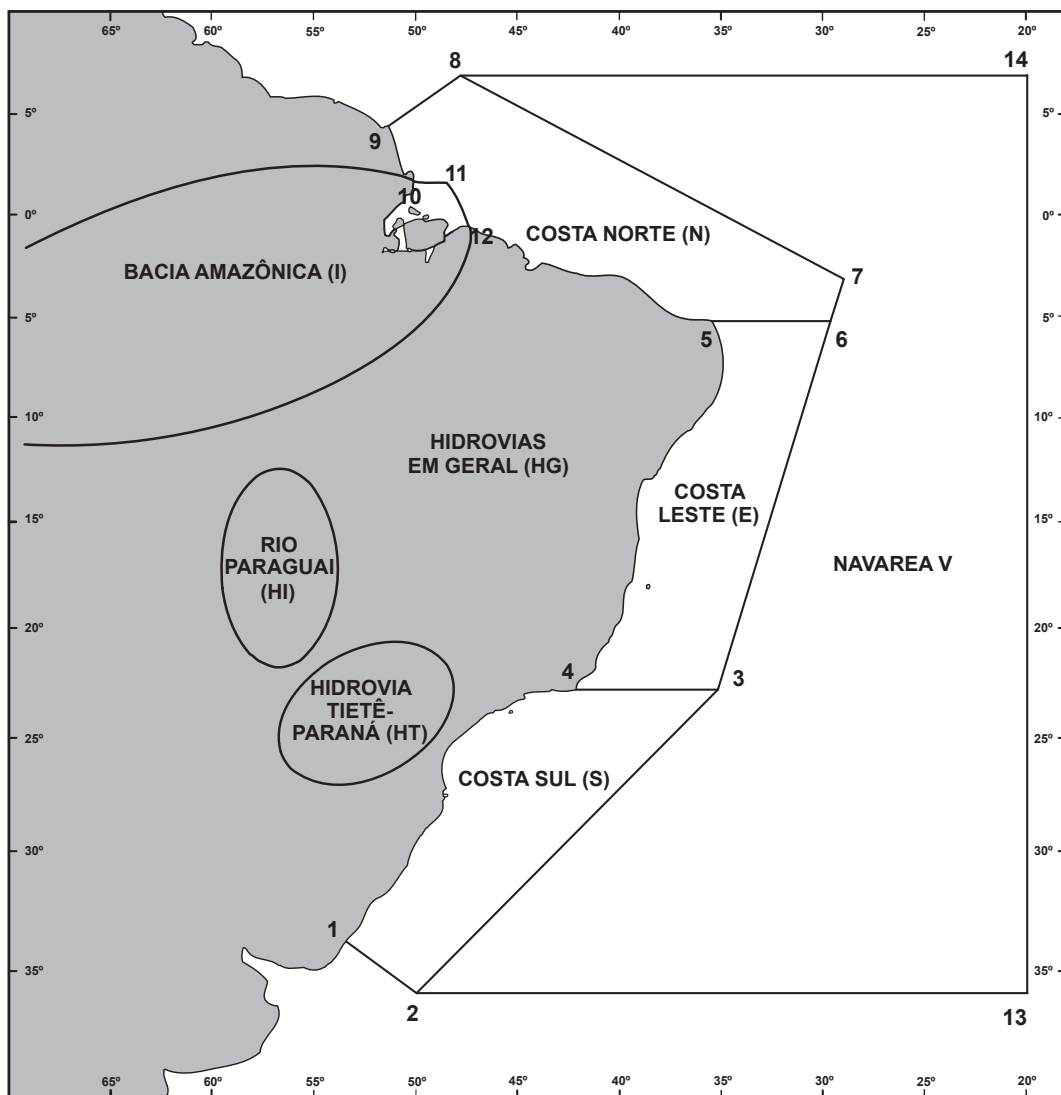 65º 60º 55º 50º 45º 40º 35º 30º 25º 20º
8 14
5º 5º
9
11
10
0º 0º
12 COSTA NORTE (N)
BACIA AMAZÔNICA (I)
7
5º 5º
5 6
10º 10º
HIDROVIAS
EM GERAL (HG)
COSTA
LESTE (E)
15º 15º
RIO
PARAGUAI
(HI)
NAVAREA V
20º 20º
4 3
HIDROVIA
TIETÊ-
PARANÁ (HT)
25º 25º
COSTA SUL (S)
30º 30º
1
35º 35º
2 13
65º 60º 55º 50º 45º 40º 35º 30º 25º 20º